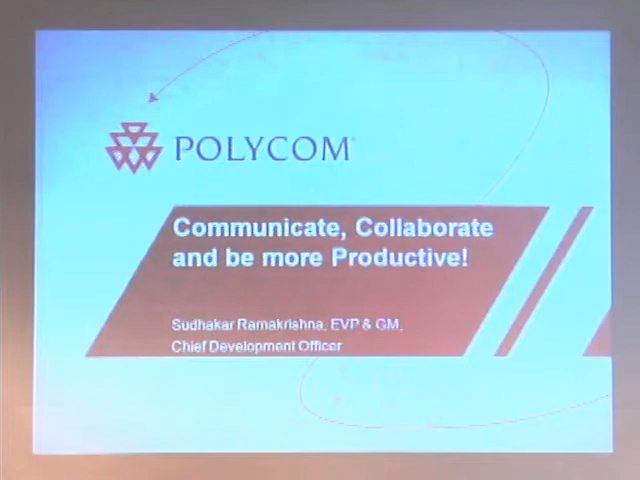 POLYCOM
Communicate, Collaborate
and be more Productive!
Sudhakar Ramakrishna, EVP & GM,
Chief Development Officer